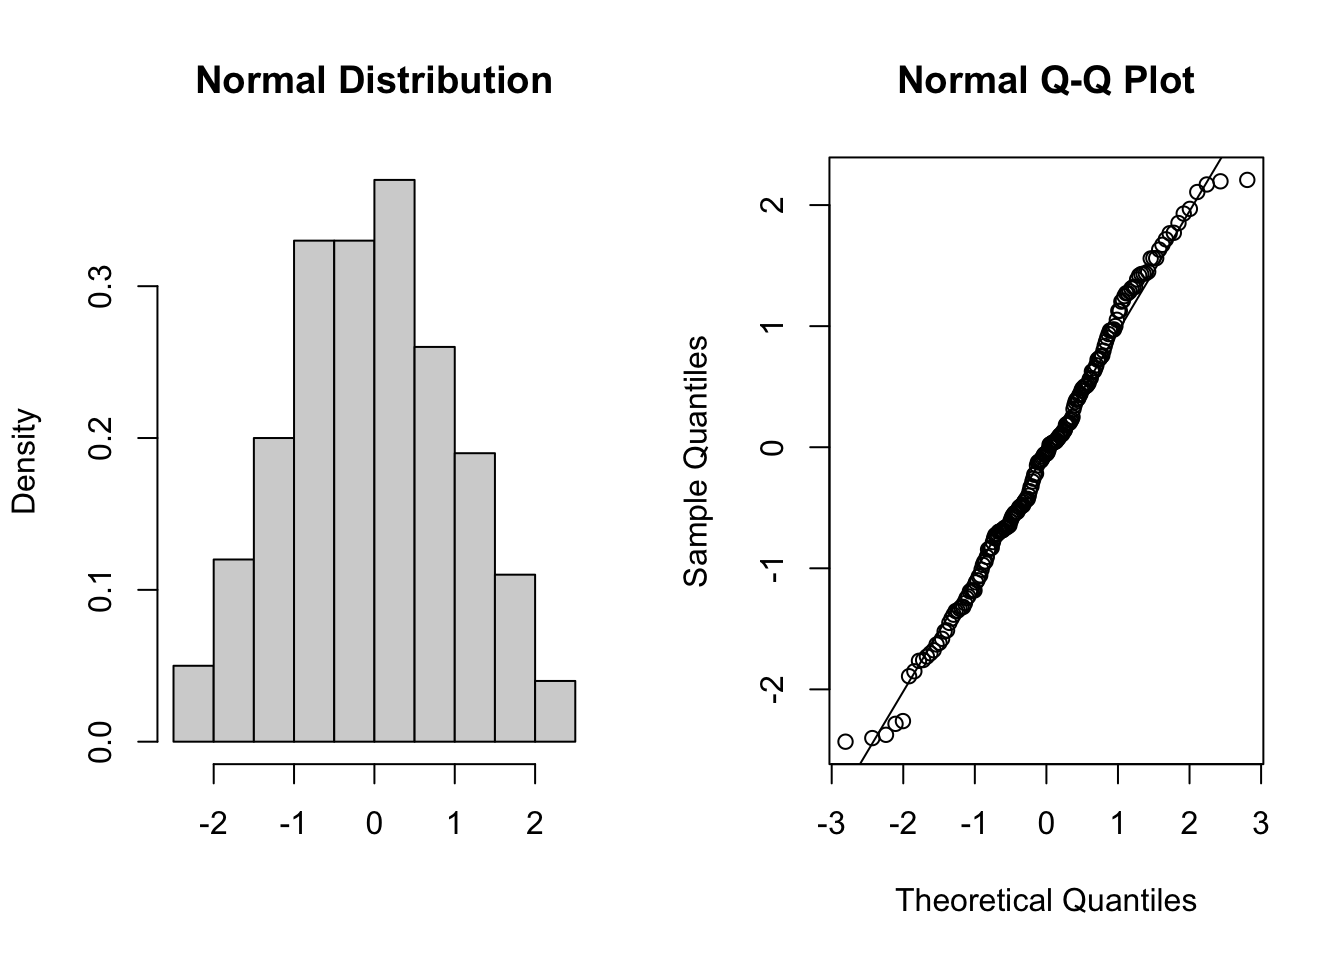 Normal Distribution
Density
0.0 0.1 0.2 0.3
-2 -1 0 1 2
Normal Q-Q Plot
Sample Quantiles
-2 -1 0 1 2
-3 -2 -1 0 1 2 3
Theoretical Quantiles